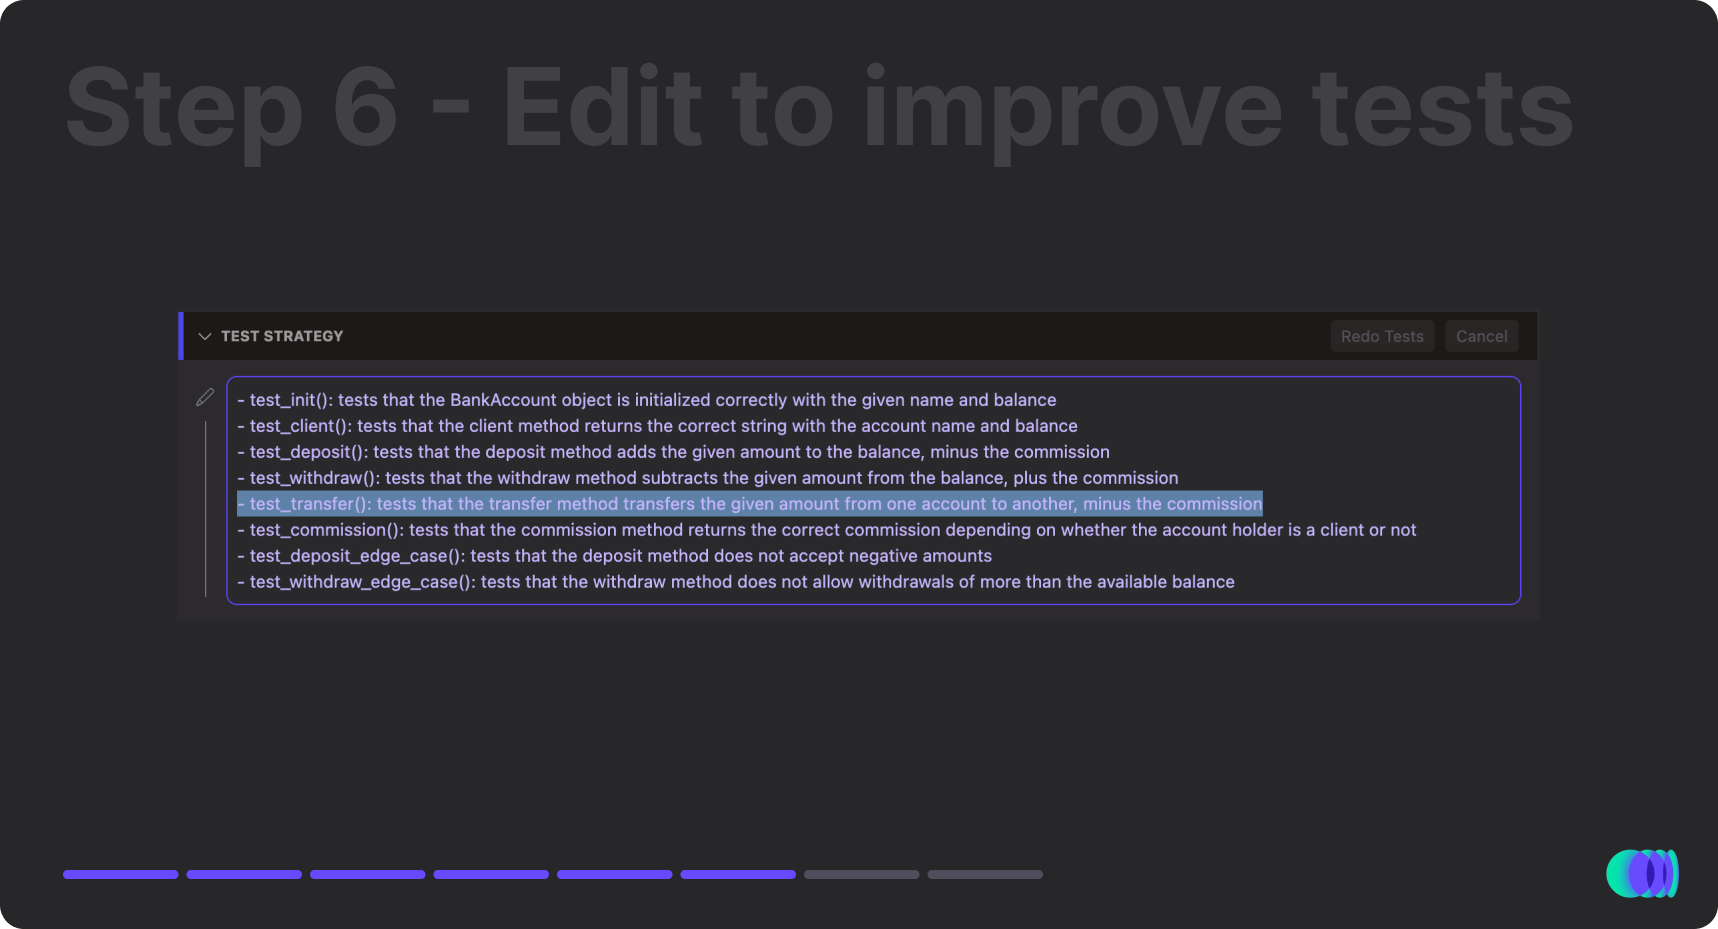 Step 6 - Edit to improve tests
TEST STRATEGY
Redo Tests
Cancel
- test_init(): tests that the BankAccount object is initialized correctly with the given name and balance
- test_client(): tests that the client method returns the correct string with the account name and balance
- test_deposit(): tests that the deposit method adds the given amount to the balance, minus the commission
- test_withdraw(): tests that the withdraw method subtracts the given amount from the balance, plus the commission
- test_transfer(): tests that the transfer method transfers the given amount from one account to another, minus the commission
- test_commission(): tests that the commission method returns the correct commission depending on whether the account holder is a client or not
- test_deposit_edge_case(): tests that the deposit method does not accept negative amounts
- test_withdraw_edge_case(): tests that the withdraw method does not allow withdrawals of more than the available balance